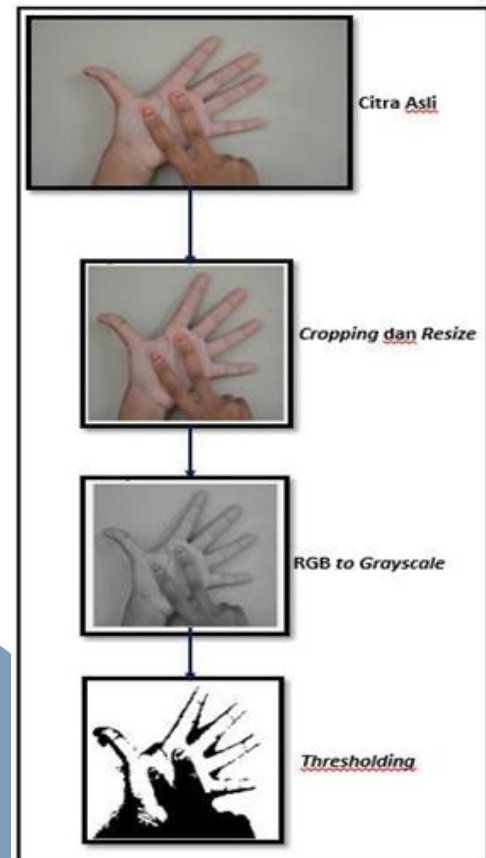 Citra Asli
Cropping dan Resize
RGB to Grayscale
Thresholding